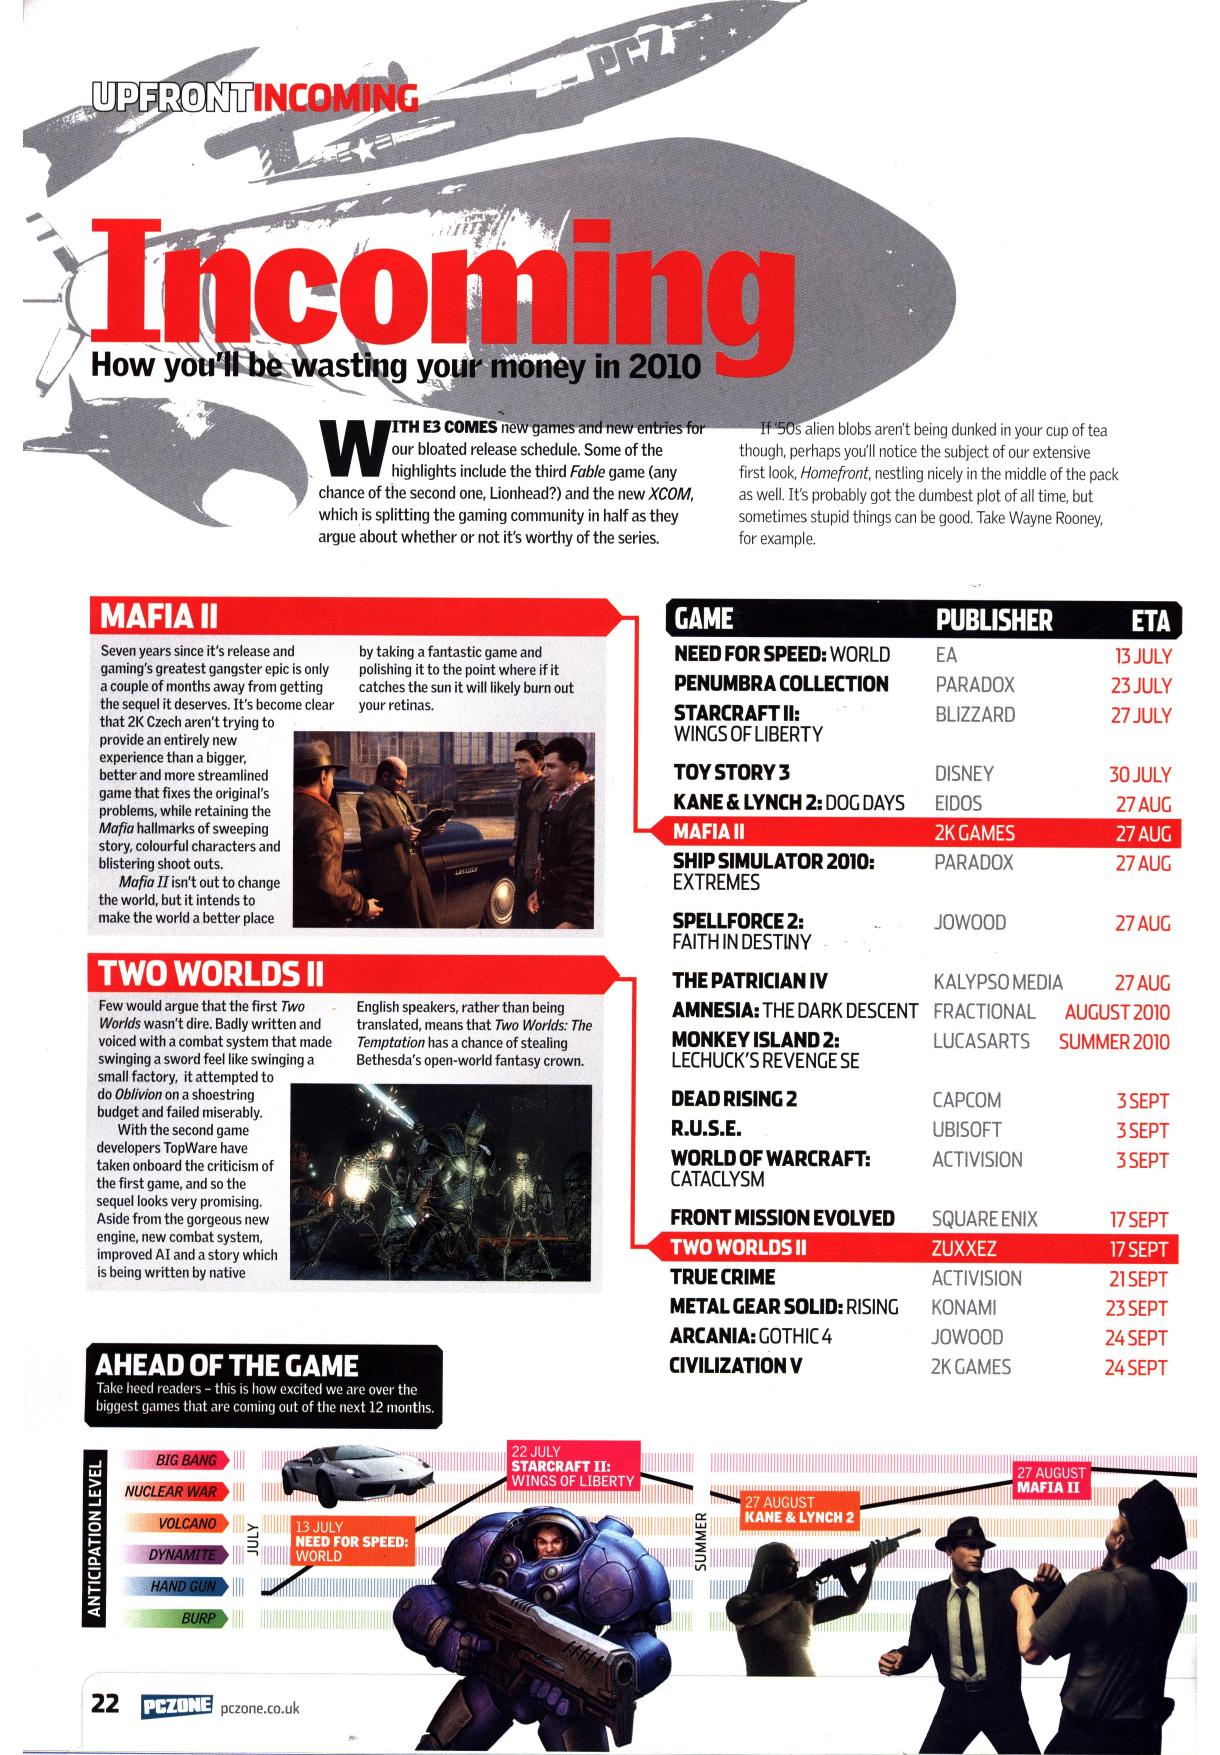 PCZ
UPFRONTINCOMING
Incoming
How you'll be wasting your money in 2010
WITH E3 COMES new games and new entries for
our bloated release schedule. Some of the
highlights include the third Fable game (any
chance of the second one, Lionhead?) and the new XCOM,
which is splitting the gaming community in half as they
argue about whether or not it's worthy of the series.
If '50s alien blobs aren't being dunked in your cup of tea
though, perhaps you'll notice the subject of our extensive
first look, Homefront, nestling nicely in the middle of the pack
as well. It's probably got the dumbest plot of all time, but
sometimes stupid things can be good. Take Wayne Rooney,
for example.
MAFIA II
Seven years since it's release and
gaming's greatest gangster epic is only
a couple of months away from getting
the sequel it deserves. It's become clear
that 2K Czech aren't trying to
provide an entirely new
experience than a bigger,
better and more streamlined
game that fixes the original's
problems, while retaining the
Mafia hallmarks of sweeping
story, colourful characters and
blistering shoot outs.
Mafia II isn't out to change
the world, but it intends to
make the world a better place
by taking a fantastic game and
polishing it to the point where if it
catches the sun it will likely burn out
your retinas.
TWO WORLDS II
Few would argue that the first Two
Worlds wasn't dire. Badly written and
voiced with a combat system that made
swinging a sword feel like swinging a
small factory, it attempted to
do Oblivion on a shoestring
budget and failed miserably.
With the second game
developers TopWare have
taken onboard the criticism of
the first game, and so the
sequel looks very promising.
Aside from the gorgeous new
engine, new combat system,
improved AI and a story which
is being written by native
English speakers, rather than being
translated, means that Two Worlds: The
Temptation has a chance of stealing
Bethesda's open-world fantasy crown.
GAME PUBLISHER ETA
NEED FOR SPEED: WORLD EA 13 JULY
PENUMBRA COLLECTION PARADOX 23 JULY
STARCRAFT II: BLIZZARD 27 JULY
WINGS OF LIBERTY
TOY STORY 3 DISNEY 30 JULY
KANE & LYNCH 2: DOG DAYS EIDOS 27 AUG
MAFIA II 2K GAMES 27 AUG
SHIP SIMULATOR 2010: PARADOX 27 AUG
EXTREMES
SPELLFORCE 2: JOWOOD 27 AUG
FAITH IN DESTINY
THE PATRICIAN IV KALYPSO MEDIA 27 AUG
AMNESIA: THE DARK DESCENT FRACTIONAL AUGUST 2010
MONKEY ISLAND 2: LUCASARTS SUMMER 2010
LECHUCK'S REVENGE SE
DEAD RISING 2 CAPCOM 3 SEPT
R.U.S.E. UBISOFT 3 SEPT
WORLD OF WARCRAFT: ACTIVISION 3 SEPT
CATACLYSM
FRONT MISSION EVOLVED SQUARE ENIX 17 SEPT
TWO WORLDS II ZUXXEZ 17 SEPT
TRUE CRIME ACTIVISION 21 SEPT
METAL GEAR SOLID: RISING KONAMI 23 SEPT
ARCANIA: GOTHIC 4 JOWOOD 24 SEPT
CIVILIZATION V 2K GAMES 24 SEPT
AHEAD OF THE GAME
Take heed readers – this is how excited we are over the
biggest games that are coming out of the next 12 months.
ANTICIPATION LEVEL
BIG BANG
NUCLEAR WAR
VOLCANO
DYNAMITE
HAND GUN
BURP
JULY
13 JULY
NEED FOR SPEED:
WORLD
22 JULY
STARCRAFT II:
WINGS OF LIBERTY
SUMMER
27 AUGUST
KANE & LYNCH 2
27 AUGUST
MAFIA II
22 PCZONE pczone.co.uk